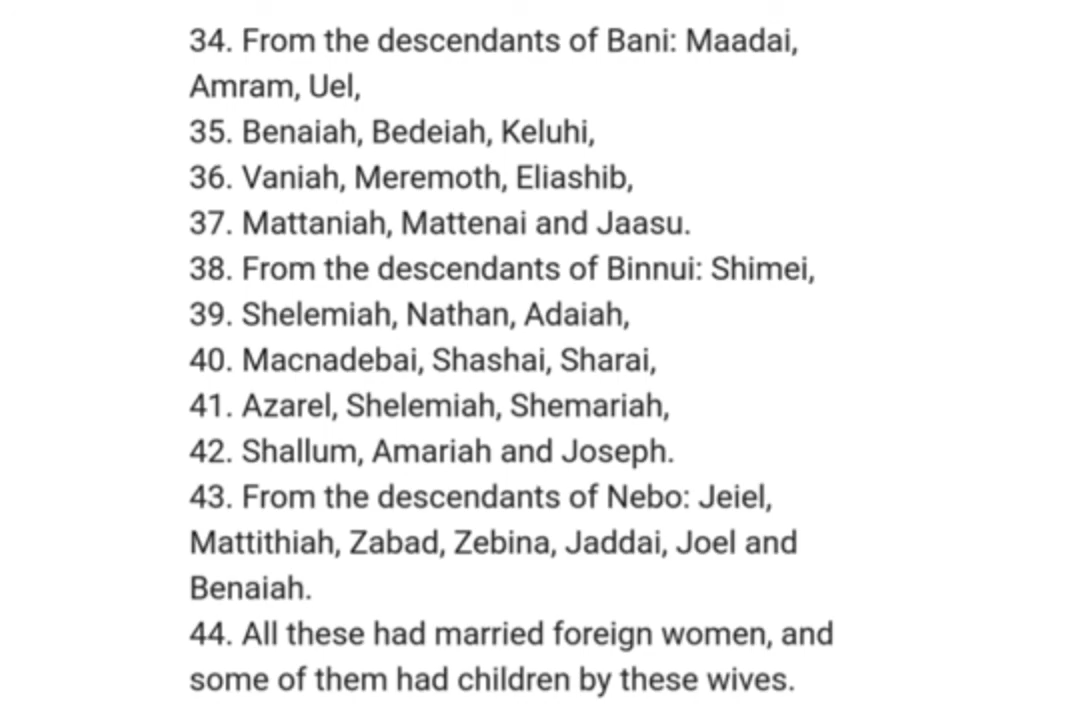 34. From the descendants of Bani: Maadai,
Amram, Uel,
35. Benaiah, Bedeiah, Keluhi,
36. Vaniah, Meremoth, Eliashib,
37. Mattaniah, Mattenai and Jaasu.
38. From the descendants of Binnui: Shimei,
39. Shelemiah, Nathan, Adaiah,
40. Macnadebai, Shashai, Sharai,
41. Azarel, Shelemiah, Shemariah,
42. Shallum, Amariah and Joseph.
43. From the descendants of Nebo: Jeiel,
Mattithiah, Zabad, Zebina, Jaddai, Joel and
Benaiah.
44. All these had married foreign women, and
some of them had children by these wives.